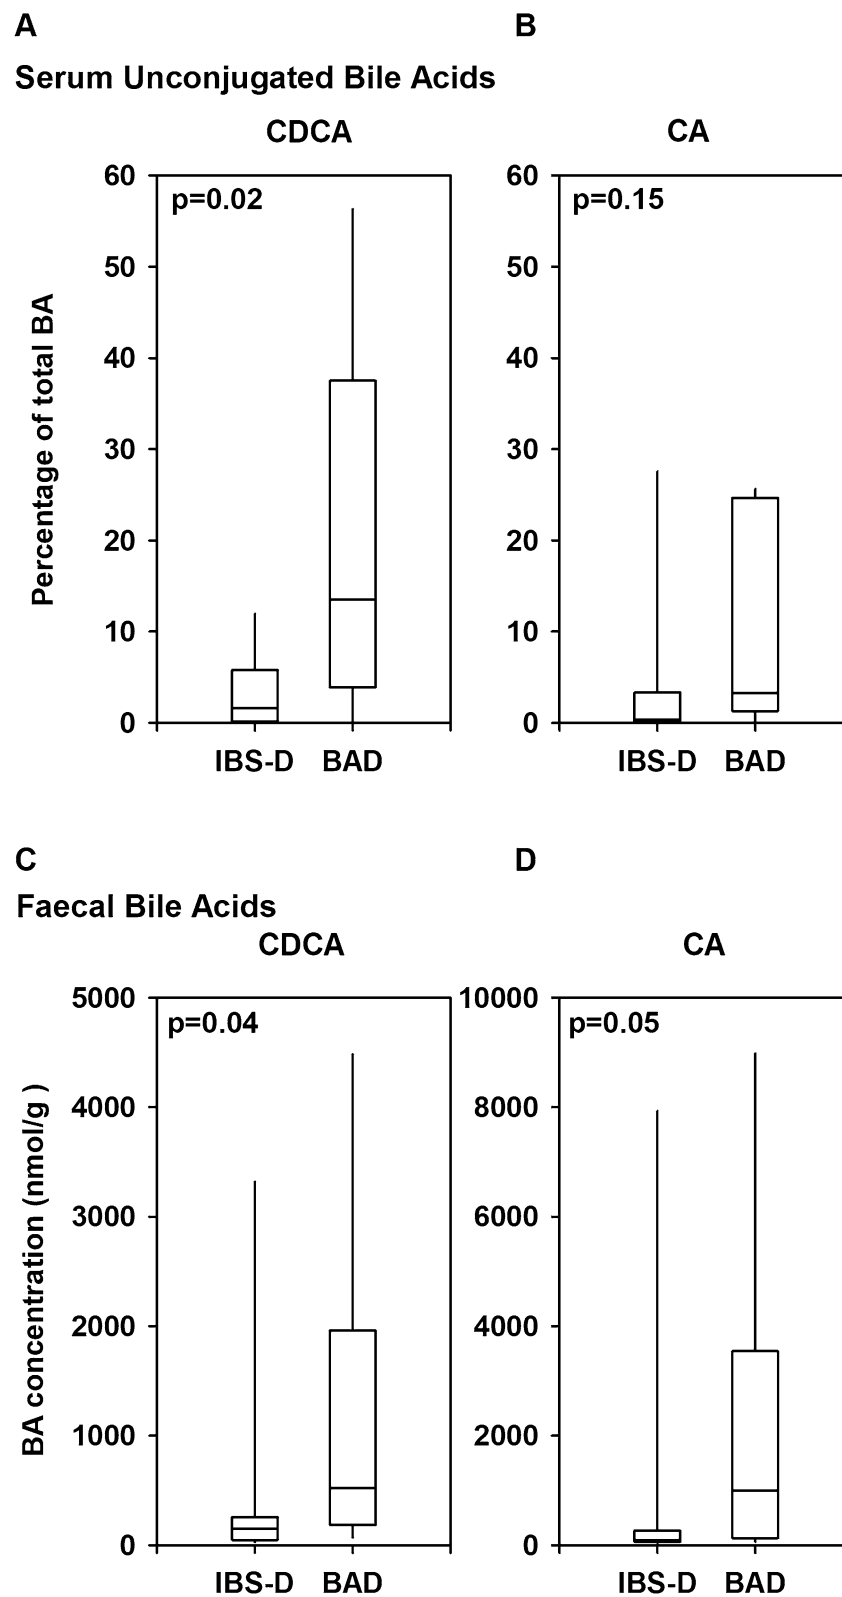 A B
Serum Unconjugated Bile Acids
CDCA CA
60 60
p=0.02 p=0.15
50 50
40 40
30 30
20 20
10 10
0 0
Percentage of total BA
IBS-D BAD IBS-D BAD
C D
Faecal Bile Acids
CDCA CA
5000 10000
p=0.04 p=0.05
4000 8000
3000 6000
2000 4000
1000 2000
0 0
BA concentration (nmol/g )
IBS-D BAD IBS-D BAD